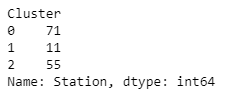 Cluster
0    71
1    11
2    55
Name: Station, dtype: int64